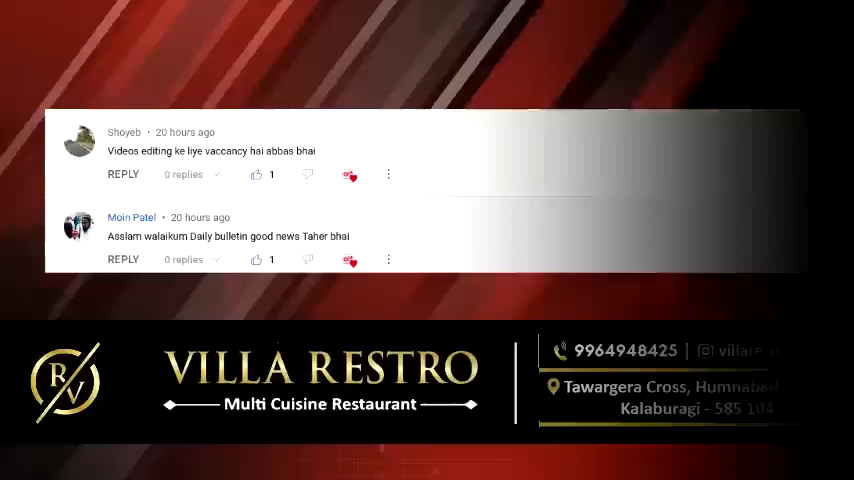 Shoyeb • 20 hours ago
Videos editing ke liye vaccancy hai abbas bhai
REPLY 0 replies 1
Moin Patel • 20 hours ago
Asslam walaikum Daily bulletin good news Taher bhai
REPLY 0 replies 1
RV
VILLA RESTRO
Multi Cuisine Restaurant
9964948425
Tawargera Cross, Humnabad
Kalaburagi - 585 104